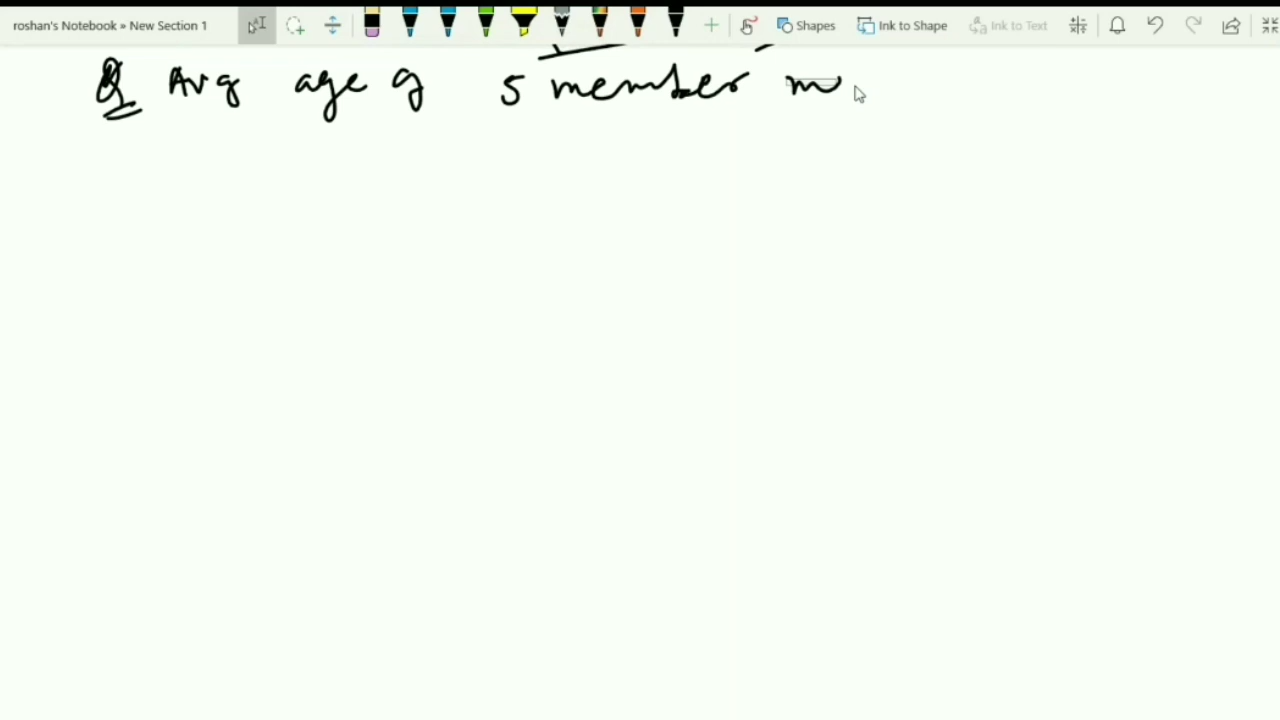 roshan's Notebook » New Section 1 Shapes Ink to Shape Ink to Text
Q Avg age of 5 member m